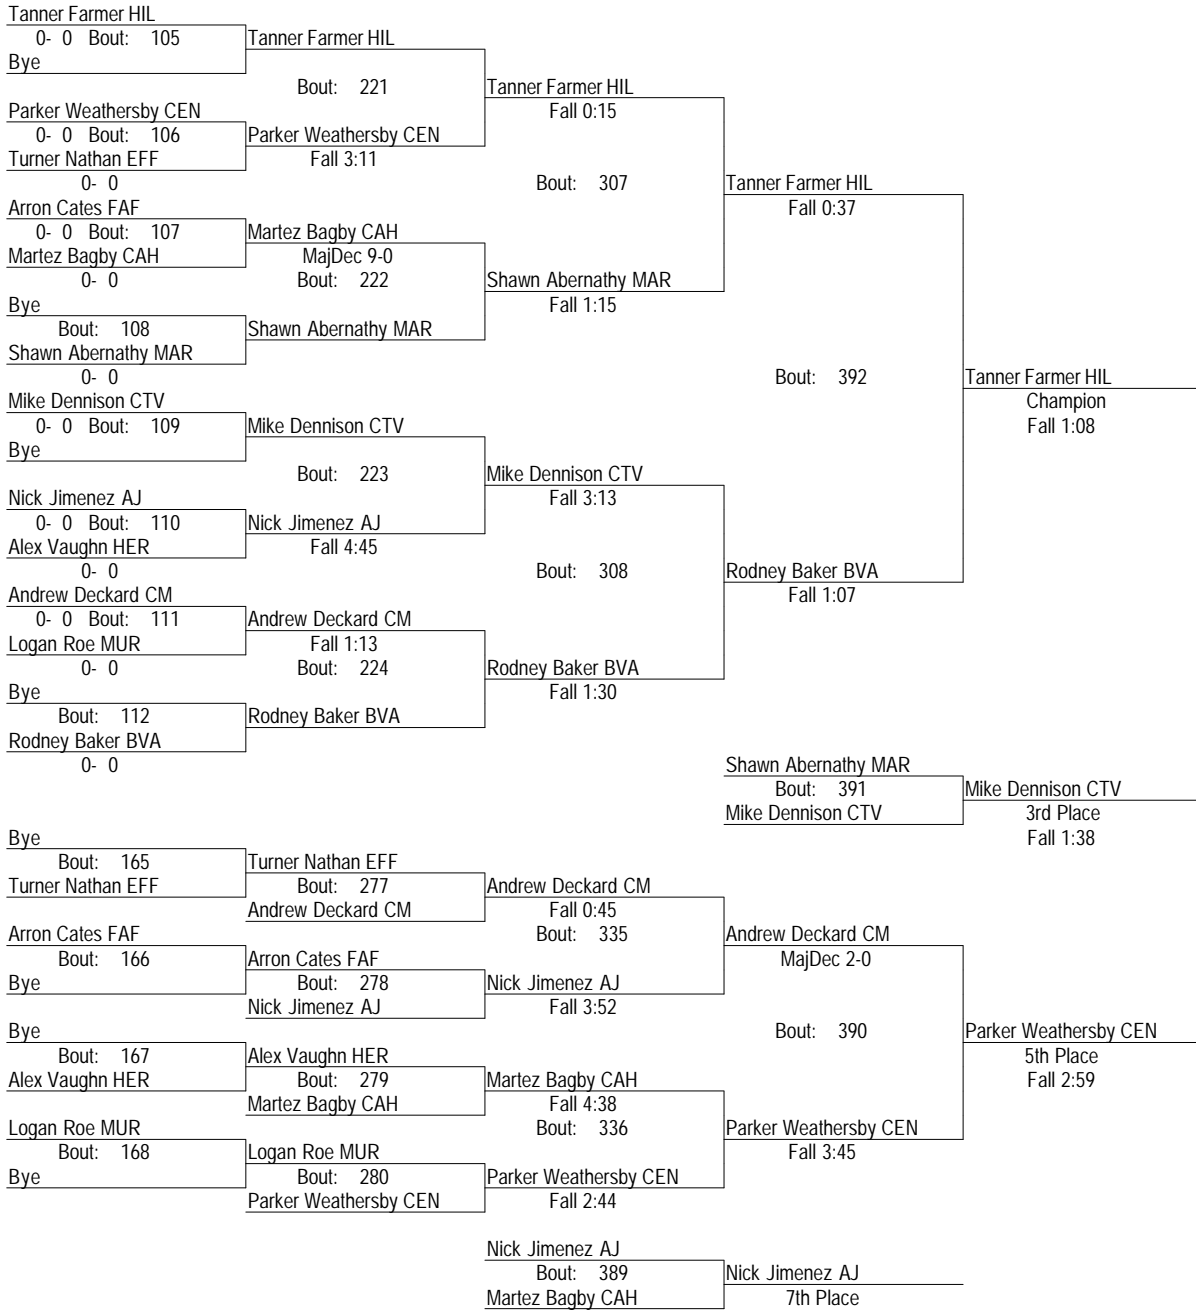 Tanner Farmer HIL
0- 0 Bout: 105
Tanner Farmer HIL
Bye
Bout: 221
Tanner Farmer HIL
Parker Weathersby CEN
Fall 0:15
0- 0 Bout: 106
Parker Weathersby CEN
Turner Nathan EFF
Fall 3:11
0- 0
Bout: 307
Tanner Farmer HIL
Arron Cates FAF
Fall 0:37
0- 0 Bout: 107
Martez Bagby CAH
Martez Bagby CAH
MajDec 9-0
0- 0
Bout: 222
Shawn Abernathy MAR
Bye
Fall 1:15
Bout: 108
Shawn Abernathy MAR
Shawn Abernathy MAR
0- 0
Bout: 392
Tanner Farmer HIL
Mike Dennison CTV
Champion
0- 0 Bout: 109
Mike Dennison CTV
Fall 1:08
Bye
Bout: 223
Mike Dennison CTV
Nick Jimenez AJ
Fall 3:13
0- 0 Bout: 110
Nick Jimenez AJ
Alex Vaughn HER
Fall 4:45
0- 0
Bout: 308
Rodney Baker BVA
Andrew Deckard CM
Fall 1:07
0- 0 Bout: 111
Andrew Deckard CM
Logan Roe MUR
Fall 1:13
0- 0
Bout: 224
Rodney Baker BVA
Bye
Fall 1:30
Bout: 112
Rodney Baker BVA
Rodney Baker BVA
0- 0
Shawn Abernathy MAR
Bout: 391
Mike Dennison CTV
Mike Dennison CTV
3rd Place
Fall 1:38
Bye
Bout: 165
Turner Nathan EFF
Turner Nathan EFF
Bout: 277
Andrew Deckard CM
Andrew Deckard CM
Fall 0:45
Arron Cates FAF
Bout: 335
Andrew Deckard CM
Bout: 166
Arron Cates FAF
MajDec 2-0
Bye
Bout: 278
Nick Jimenez AJ
Nick Jimenez AJ
Fall 3:52
Bye
Bout: 390
Parker Weathersby CEN
Bout: 167
Alex Vaughn HER
5th Place
Alex Vaughn HER
Bout: 279
Martez Bagby CAH
Fall 2:59
Martez Bagby CAH
Fall 4:38
Logan Roe MUR
Bout: 336
Parker Weathersby CEN
Bout: 168
Logan Roe MUR
Fall 3:45
Bye
Bout: 280
Parker Weathersby CEN
Parker Weathersby CEN
Fall 2:44
Nick Jimenez AJ
Bout: 389
Nick Jimenez AJ
Martez Bagby CAH
7th Place